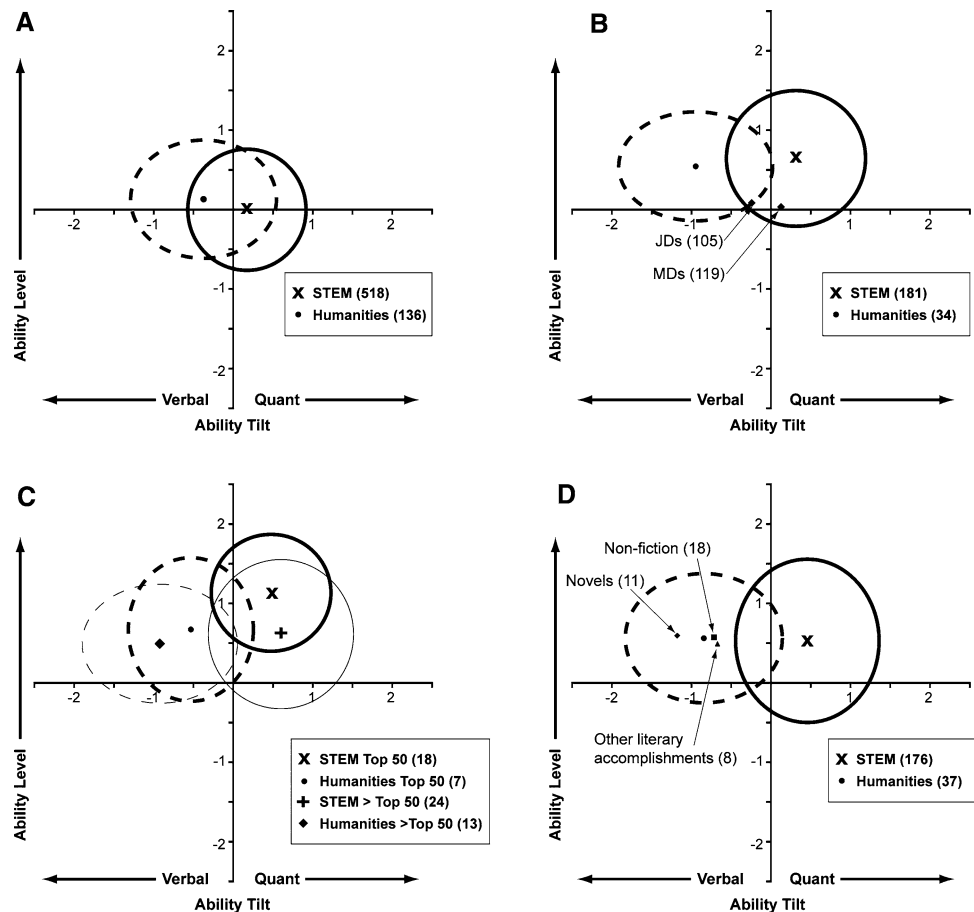 A
2
1
-2
-1
1
2
-1
-2
Ability Level
X STEM (518)
• Humanities (136)
Verbal
Quant
Ability Tilt
B
2
1
-2
-1
1
2
JDs (105)
MDs (119)
-1
-2
Ability Level
X STEM (181)
• Humanities (34)
Verbal
Quant
Ability Tilt
C
2
1
-2
-1
1
2
-1
-2
Ability Level
X STEM Top 50 (18)
• Humanities Top 50 (7)
+ STEM > Top 50 (24)
◆ Humanities >Top 50 (13)
Verbal
Quant
Ability Tilt
D
2
Non-fiction (18)
Novels (11)
1
-2
-1
1
2
Other literary
accomplishments (8)
-1
-2
Ability Level
X STEM (176)
• Humanities (37)
Verbal
Quant
Ability Tilt